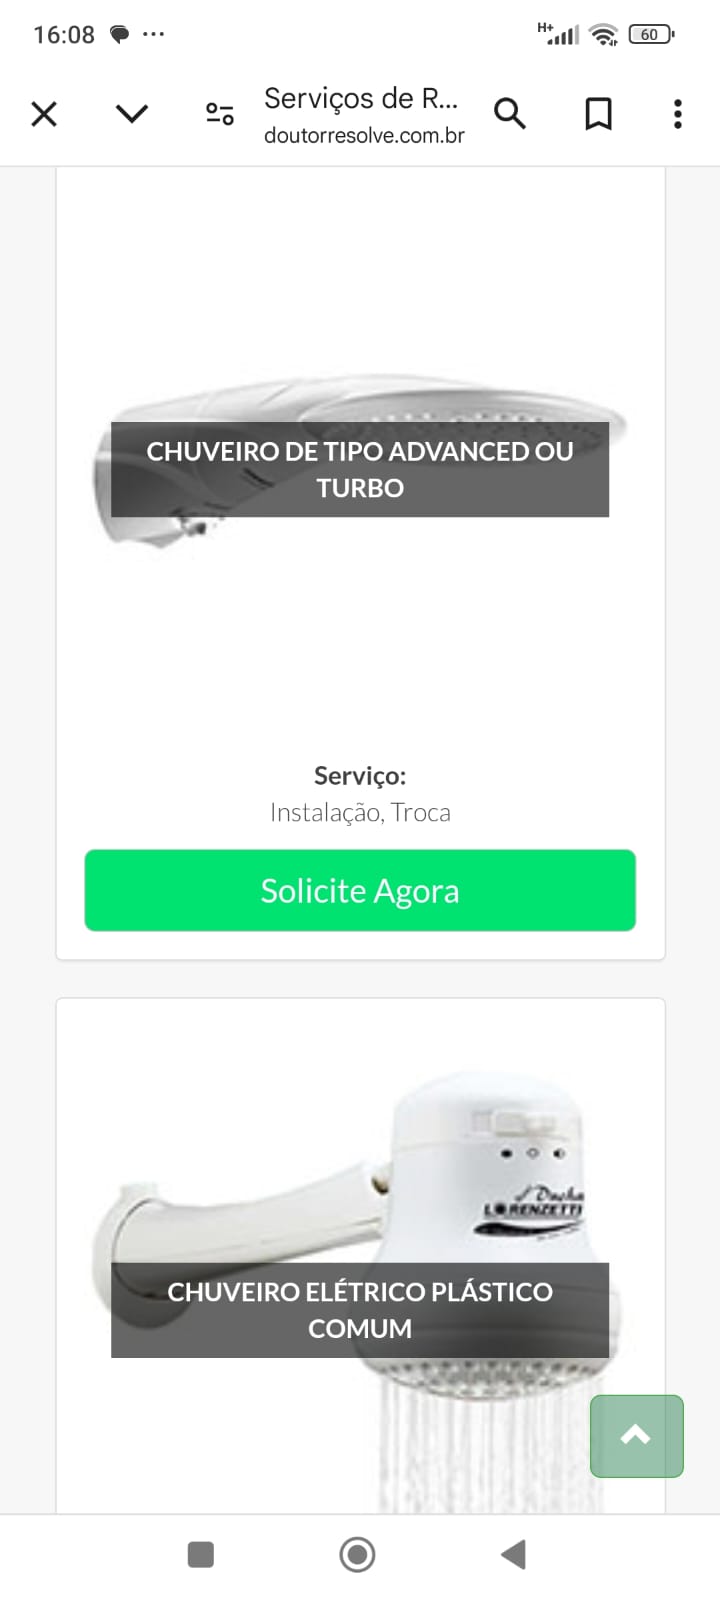 16:08
H+
60
Serviços de R...
doutorresolve.com.br
CHUVEIRO DE TIPO ADVANCED OU
TURBO
Serviço:
Instalação, Troca
Solicite Agora
Ducha
LORENZETTI
CHUVEIRO ELÉTRICO PLÁSTICO
COMUM